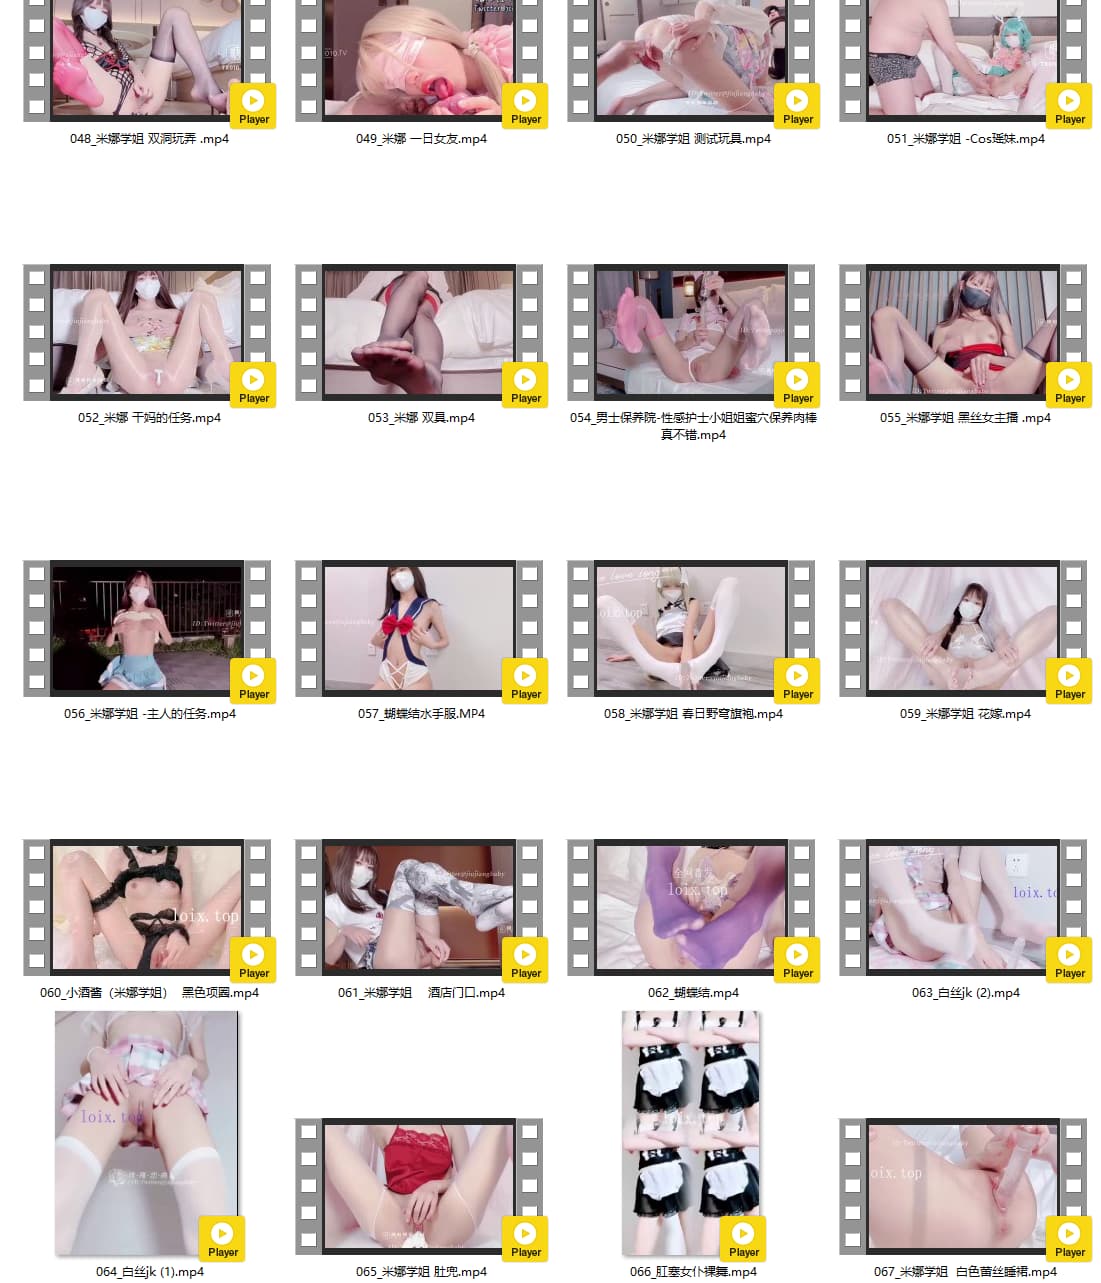 Player
Player
Player
Player
048_米娜学姐 双洞玩弄 .mp4
049_米娜 一日女友.mp4
050_米娜学姐 测试玩具.mp4
051_米娜学姐 -Cos瑶妹.mp4
Player
Player
Player
Player
052_米娜 干妈的任务.mp4
053_米娜 双具.mp4
054_男士保养院-性感护士小姐姐蜜穴保养肉棒
真不错.mp4
055_米娜学姐 黑丝女主播 .mp4
loix.top
Player
Player
Player
Player
056_米娜学姐 -主人的任务.mp4
057_蝴蝶结水手服.MP4
058_米娜学姐 春日野穹旗袍.mp4
059_米娜学姐 花嫁.mp4
loix.top
全网首发
loix.top
Player
Player
Player
Player
060_小酒酱（米娜学姐） 黑色项圈.mp4
061_米娜学姐 酒店门口.mp4
062_蝴蝶结.mp4
063_白丝jk (2).mp4
Player
Player
Player
Player
064_白丝jk (1).mp4
065_米娜学姐 肚兜.mp4
066_肛塞女仆裸舞.mp4
067_米娜学姐 白色蕾丝睡裙.mp4